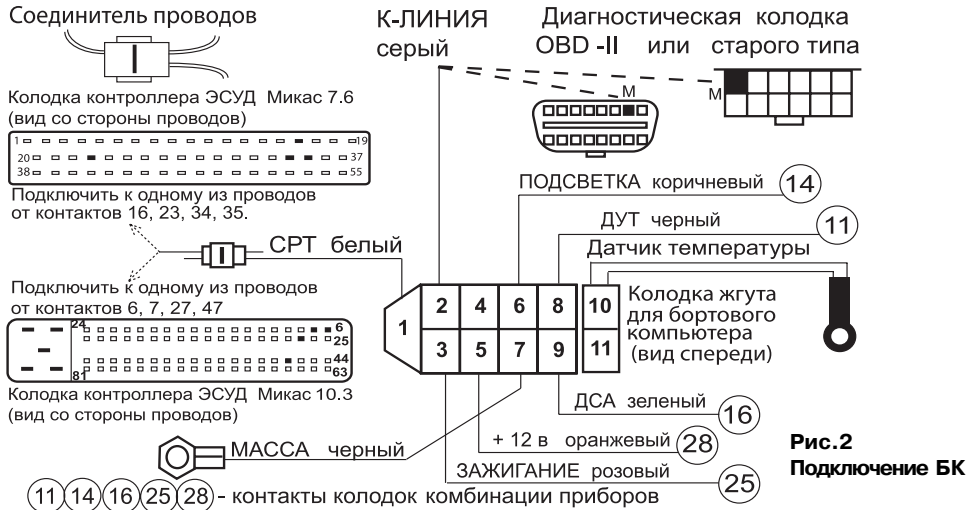 Соединитель проводов
К-ЛИНИЯ
серый
Диагностическая колодка
OBD -II или старого типа
М
М
Колодка контроллера ЭСУД Микас 7.6
(вид со стороны проводов)
1
19
20
37
38
55
Подключить к одному из проводов
от контактов 16, 23, 34, 35.
ПОДСВЕТКА коричневый 14
ДУТ черный 11
СРТ белый
Датчик температуры
Подключить к одному из проводов
от контактов 6, 7, 27, 47
24
6
25
44
63
81
Колодка контроллера ЭСУД Микас 10.3
(вид со стороны проводов)
1
2 4 6 8 10
3 5 7 9 11
Колодка жгута
для бортового
компьютера
(вид спереди)
ДСА зеленый 16
+ 12 в оранжевый 28
МАССА черный
ЗАЖИГАНИЕ розовый 25
Рис.2
Подключение БК
11 14 16 25 28 - контакты колодок комбинации приборов